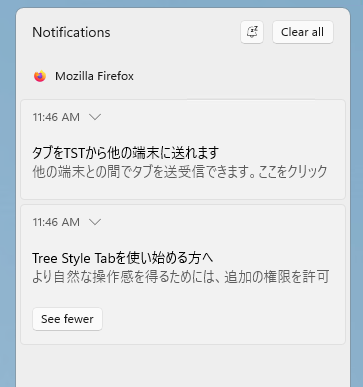 Notifications
Clear all
Mozilla Firefox
11:46 AM
タブをTSTから他の端末に送れます
他の端末との間でタブを送受信できます。ここをクリック
11:46 AM
Tree Style Tabを使い始める方へ
より自然な操作感を得るためには、追加の権限を許可
See fewer